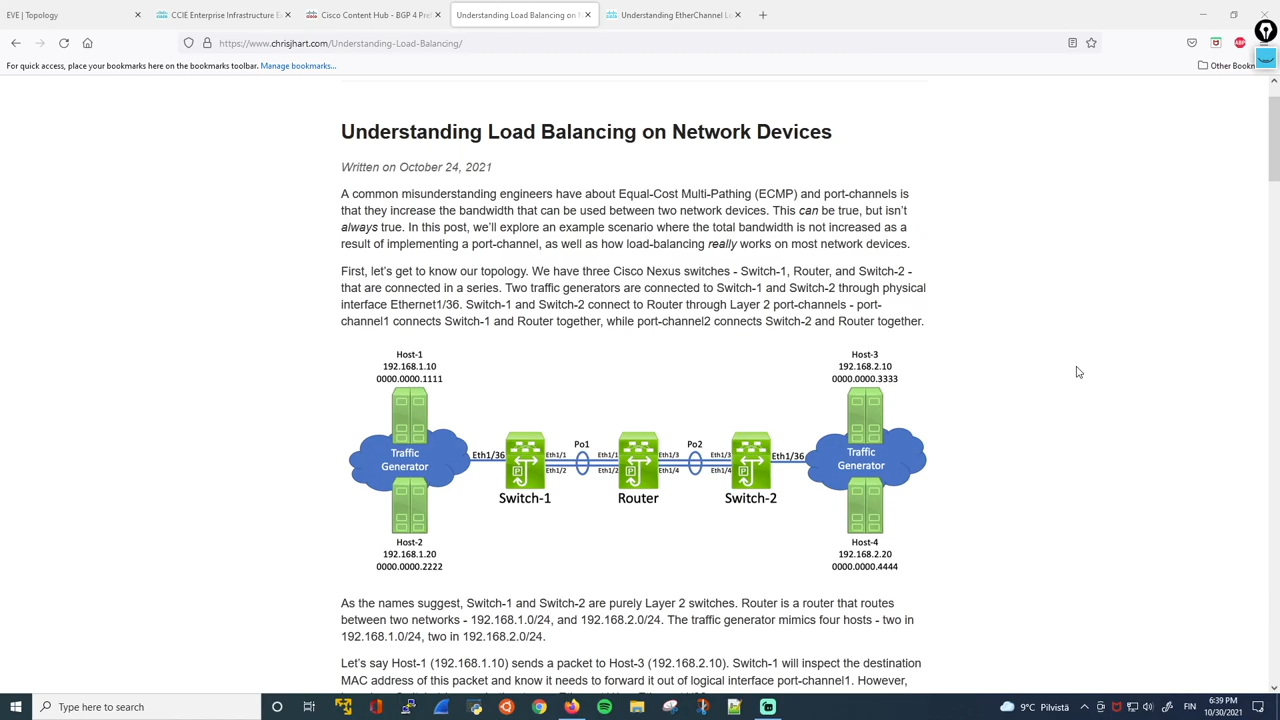 EVE | Topology
CCIE Enterprise Infrastructure
Cisco Content Hub - BGP 4
Understanding Load Balancing on
Understanding EtherChannel
https://www.chrisjhart.com/Understanding-Load-Balancing/
For quick access, place your bookmarks here on the bookmarks toolbar. Manage bookmarks...
Other
Understanding Load Balancing on Network Devices
Written on October 24, 2021
A common misunderstanding engineers have about Equal-Cost Multi-Pathing (ECMP) and port-channels is
that they increase the bandwidth that can be used between two network devices. This can be true, but isn't
always true. In this post, we'll explore an example scenario where the total bandwidth is not increased as a
result of implementing a port-channel, as well as how load-balancing really works on most network devices.
First, let's get to know our topology. We have three Cisco Nexus switches - Switch-1, Router, and Switch-2 -
that are connected in a series. Two traffic generators are connected to Switch-1 and Switch-2 through physical
interface Ethernet1/36. Switch-1 and Switch-2 connect to Router through Layer 2 port-channels - port-
channel1 connects Switch-1 and Router together, while port-channel2 connects Switch-2 and Router together.
Host-1
192.168.1.10
0000.0000.1111
Host-3
192.168.2.10
0000.0000.3333
Traffic
Generator
Eth1/36
Eth1/1
Eth1/2
Switch-1
Po1
Eth1/1
Eth1/2
Router
Eth1/3
Eth1/4
Po2
Eth1/3
Eth1/4
Switch-2
Eth1/36
Traffic
Generator
Host-2
192.168.1.20
0000.0000.2222
Host-4
192.168.2.20
0000.0000.4444
As the names suggest, Switch-1 and Switch-2 are purely Layer 2 switches. Router is a router that routes
between two networks - 192.168.1.0/24, and 192.168.2.0/24. The traffic generator mimics four hosts - two in
192.168.1.0/24, two in 192.168.2.0/24.
Let's say Host-1 (192.168.1.10) sends a packet to Host-3 (192.168.2.10). Switch-1 will inspect the destination
MAC address of this packet and know it needs to forward it out of logical interface port-channel1. However,
Type here to search
9°C Pilvistä
FIN
6:39 PM
10/30/2021